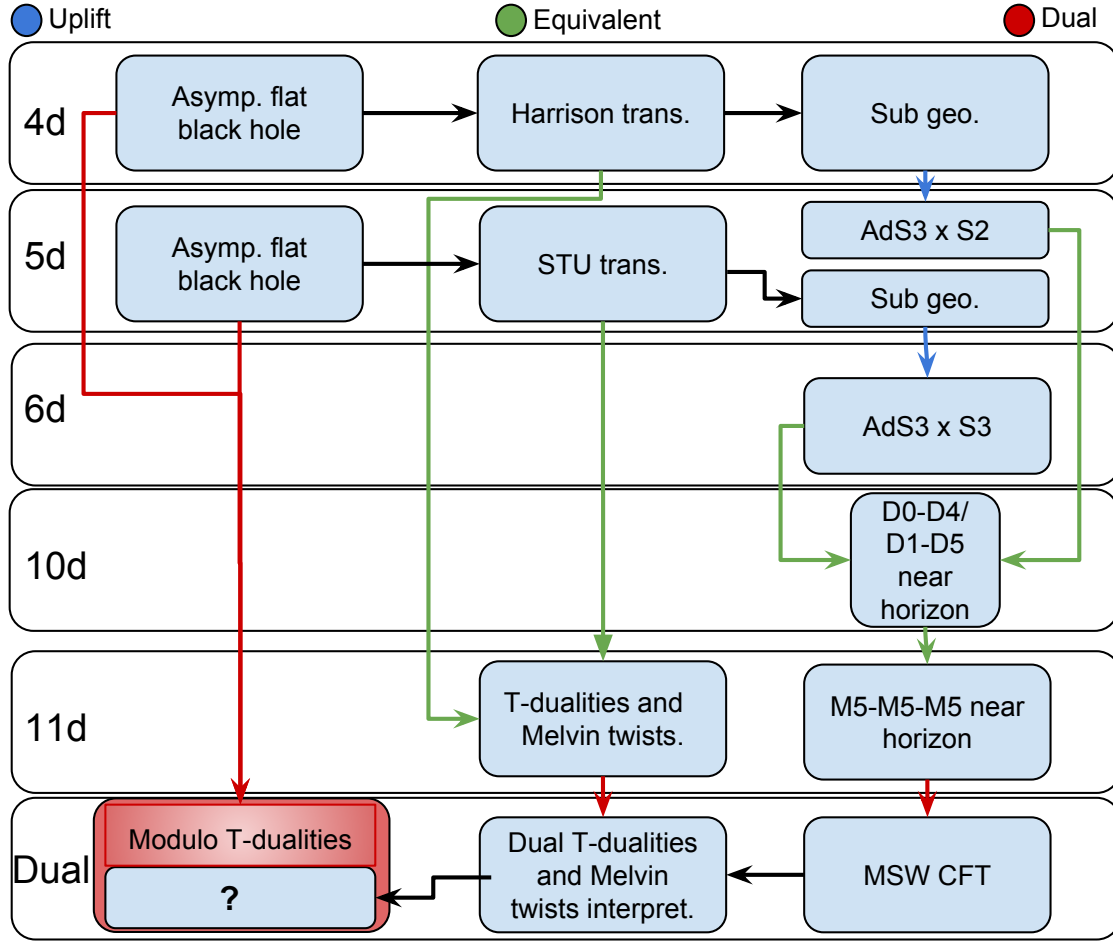 Uplift
Equivalent
Dual
4d
Asymp. flat
black hole
Harrison trans.
Sub geo.
5d
Asymp. flat
black hole
STU trans.
AdS3 x S2
Sub geo.
6d
AdS3 x S3
10d
D0-D4/
D1-D5
near
horizon
11d
T-dualities and
Melvin twists.
M5-M5-M5 near
horizon
Dual
Modulo T-dualities
?
Dual T-dualities
and Melvin
twists interpret.
MSW CFT